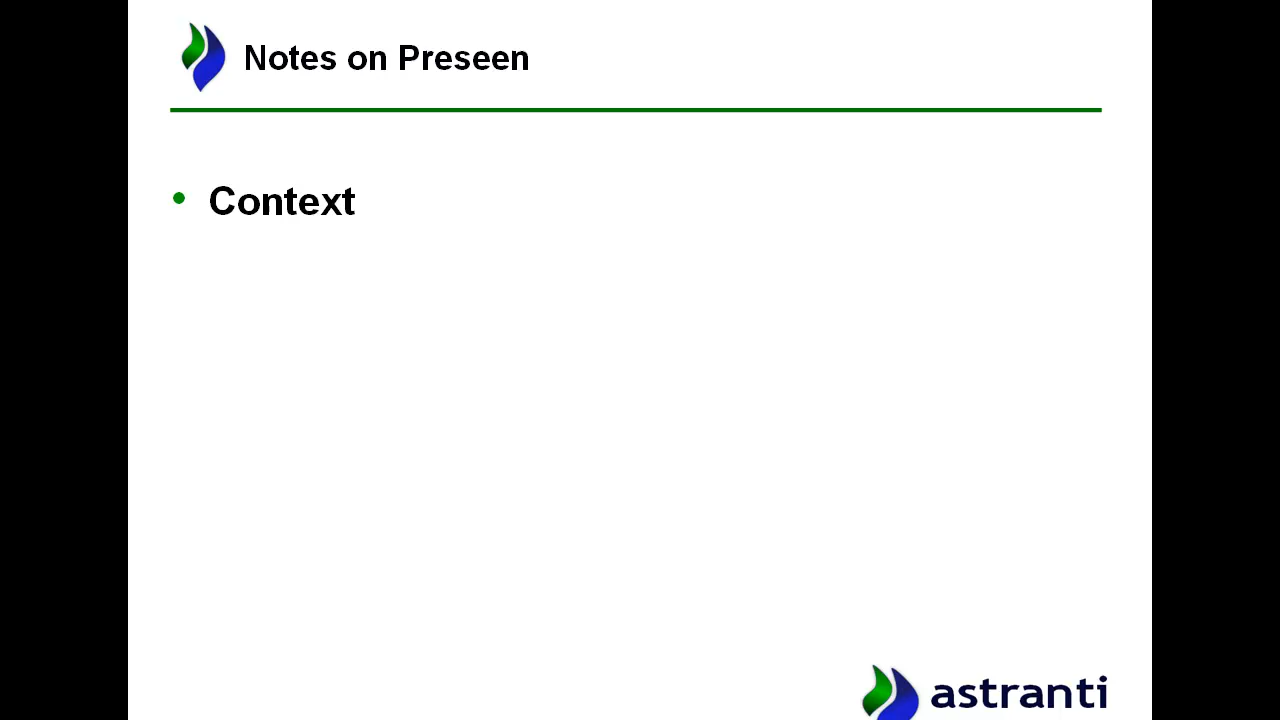 Notes on Preseen
• Context
astranti